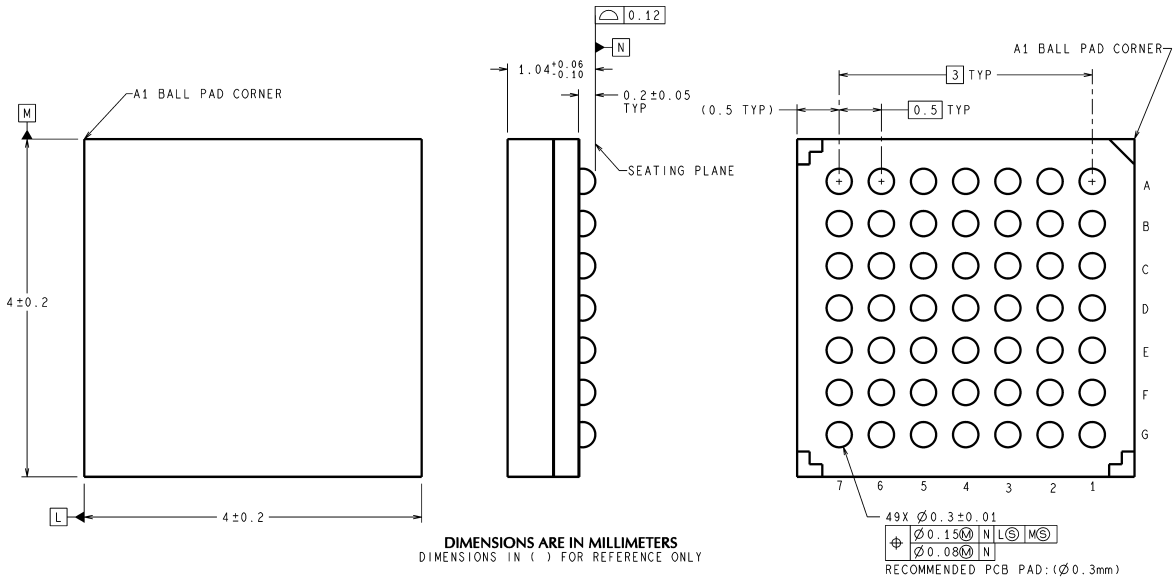 0.12
N
A1 BALL PAD CORNER
1.04 +0.06 -0.10
3 TYP
A1 BALL PAD CORNER
M
0.2±0.05
TYP
(0.5 TYP)
0.5 TYP
SEATING PLANE
A
B
C
4±0.2
D
E
F
G
7 6 5 4 3 2 1
L
4±0.2
49X Ø0.3±0.01
Ø0.15Ⓜ N LⓈ MⓈ
Ø0.08Ⓜ N
DIMENSIONS ARE IN MILLIMETERS
DIMENSIONS IN ( ) FOR REFERENCE ONLY
RECOMMENDED PCB PAD:(Ø0.3mm)